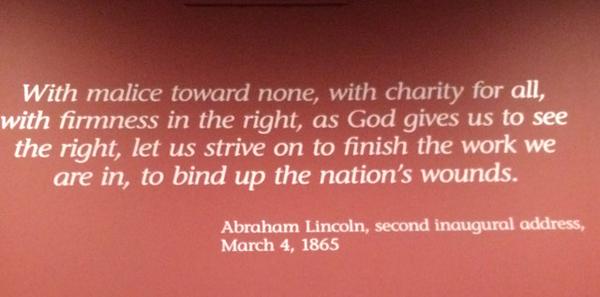 With malice toward none, with charity for all,
with firmness in the right, as God gives us to see
the right, let us strive on to finish the work we
are in, to bind up the nation's wounds.
Abraham Lincoln, second inaugural address,
March 4, 1865